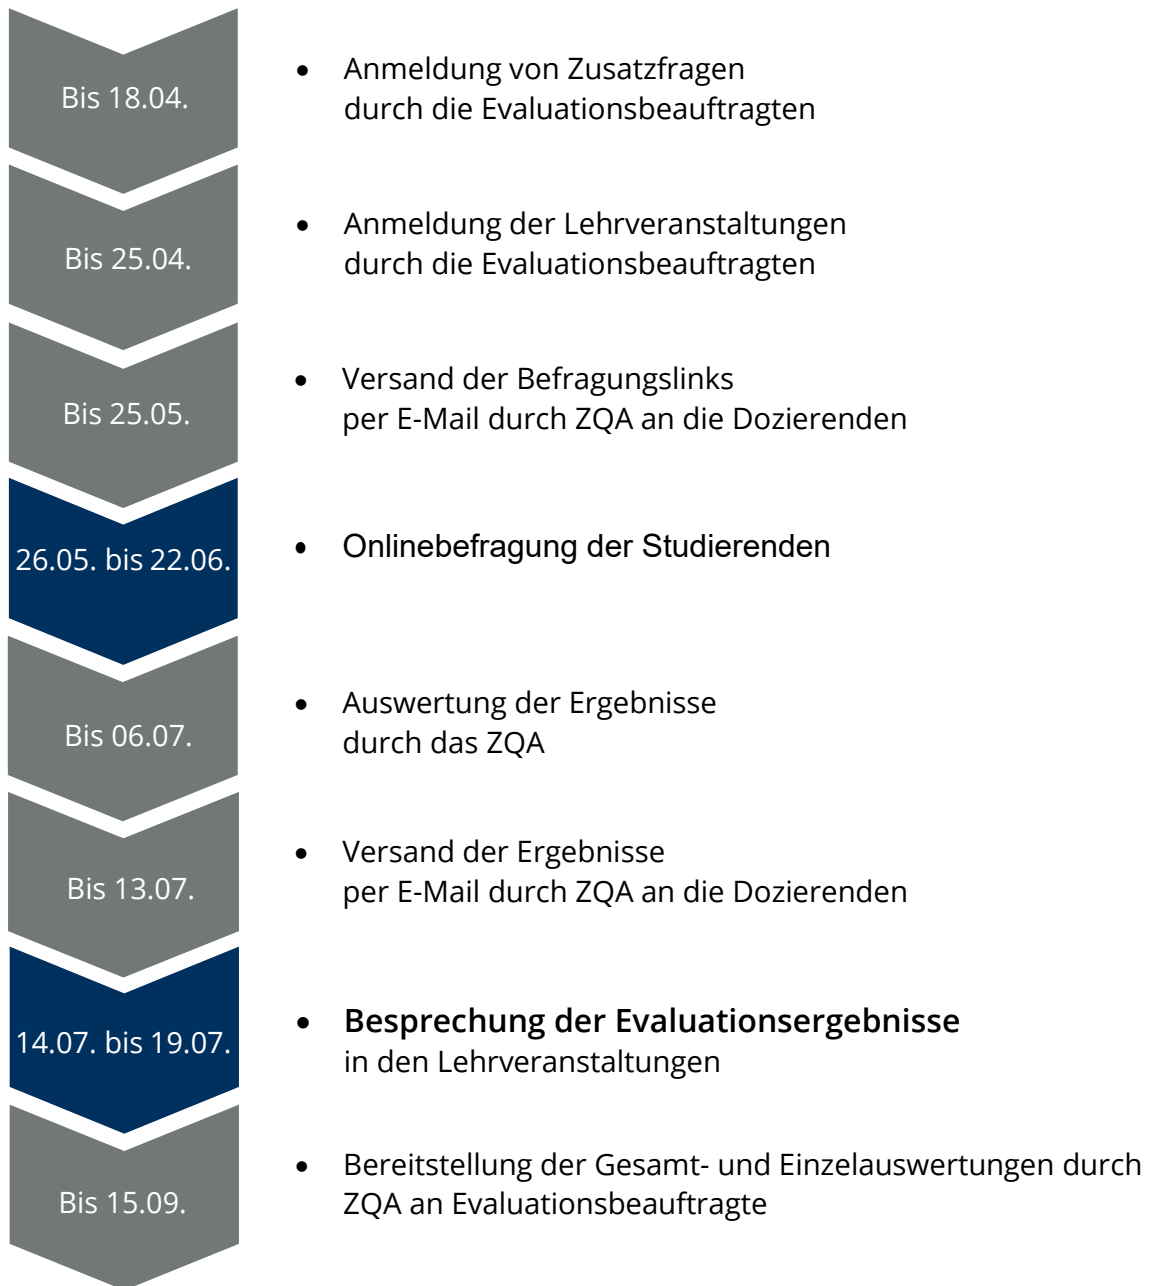 Bis 18.04.
• Anmeldung von Zusatzfragen
durch die Evaluationsbeauftragten
Bis 25.04.
• Anmeldung der Lehrveranstaltungen
durch die Evaluationsbeauftragten
Bis 25.05.
• Versand der Befragungslinks
per E-Mail durch ZQA an die Dozierenden
26.05. bis 22.06.
• Onlinebefragung der Studierenden
Bis 06.07.
• Auswertung der Ergebnisse
durch das ZQA
Bis 13.07.
• Versand der Ergebnisse
per E-Mail durch ZQA an die Dozierenden
14.07. bis 19.07.
• Besprechung der Evaluationsergebnisse
in den Lehrveranstaltungen
Bis 15.09.
• Bereitstellung der Gesamt- und Einzelauswertungen durch
ZQA an Evaluationsbeauftragte